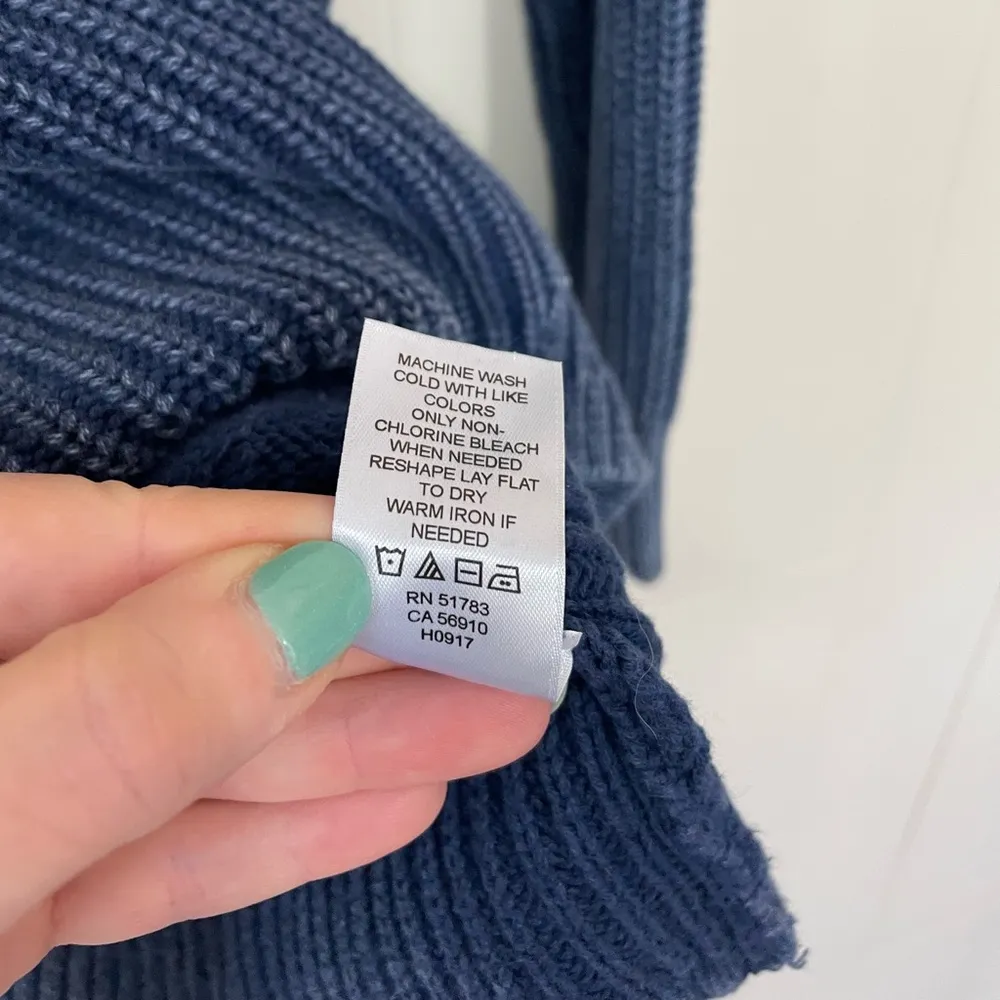 MACHINE WASH
COLD WITH LIKE
COLORS
ONLY NON-
CHLORINE BLEACH
WHEN NEEDED
RESHAPE LAY FLAT
TO DRY
WARM IRON IF
NEEDED
RN 51783
CA 56910
H0917